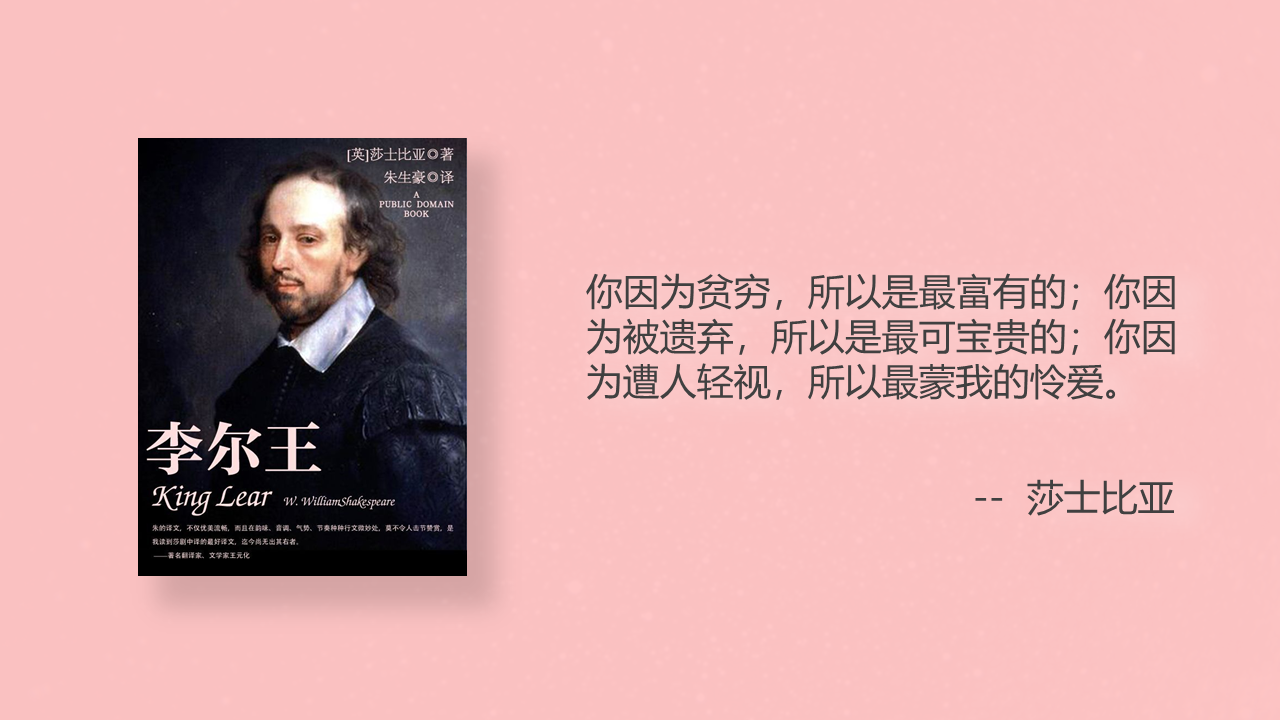 [英]莎士比亚◎著
朱生豪◎译
A
PUBLIC DOMAIN
BOOK
李尔王
King Lear W. WilliamShakespeare
朱的译文，不仅优美流畅，而且在韵味、音调、气势、节奏种种行文微妙处，莫不令人击节赞赏，是
我读到莎剧中译的最好译文，迄今尚无出其右者。
——著名翻译家、文学家王元化
你因为贫穷，所以是最富有的；你因
为被遗弃，所以是最可宝贵的；你因
为遭人轻视，所以最蒙我的怜爱。
-- 莎士比亚